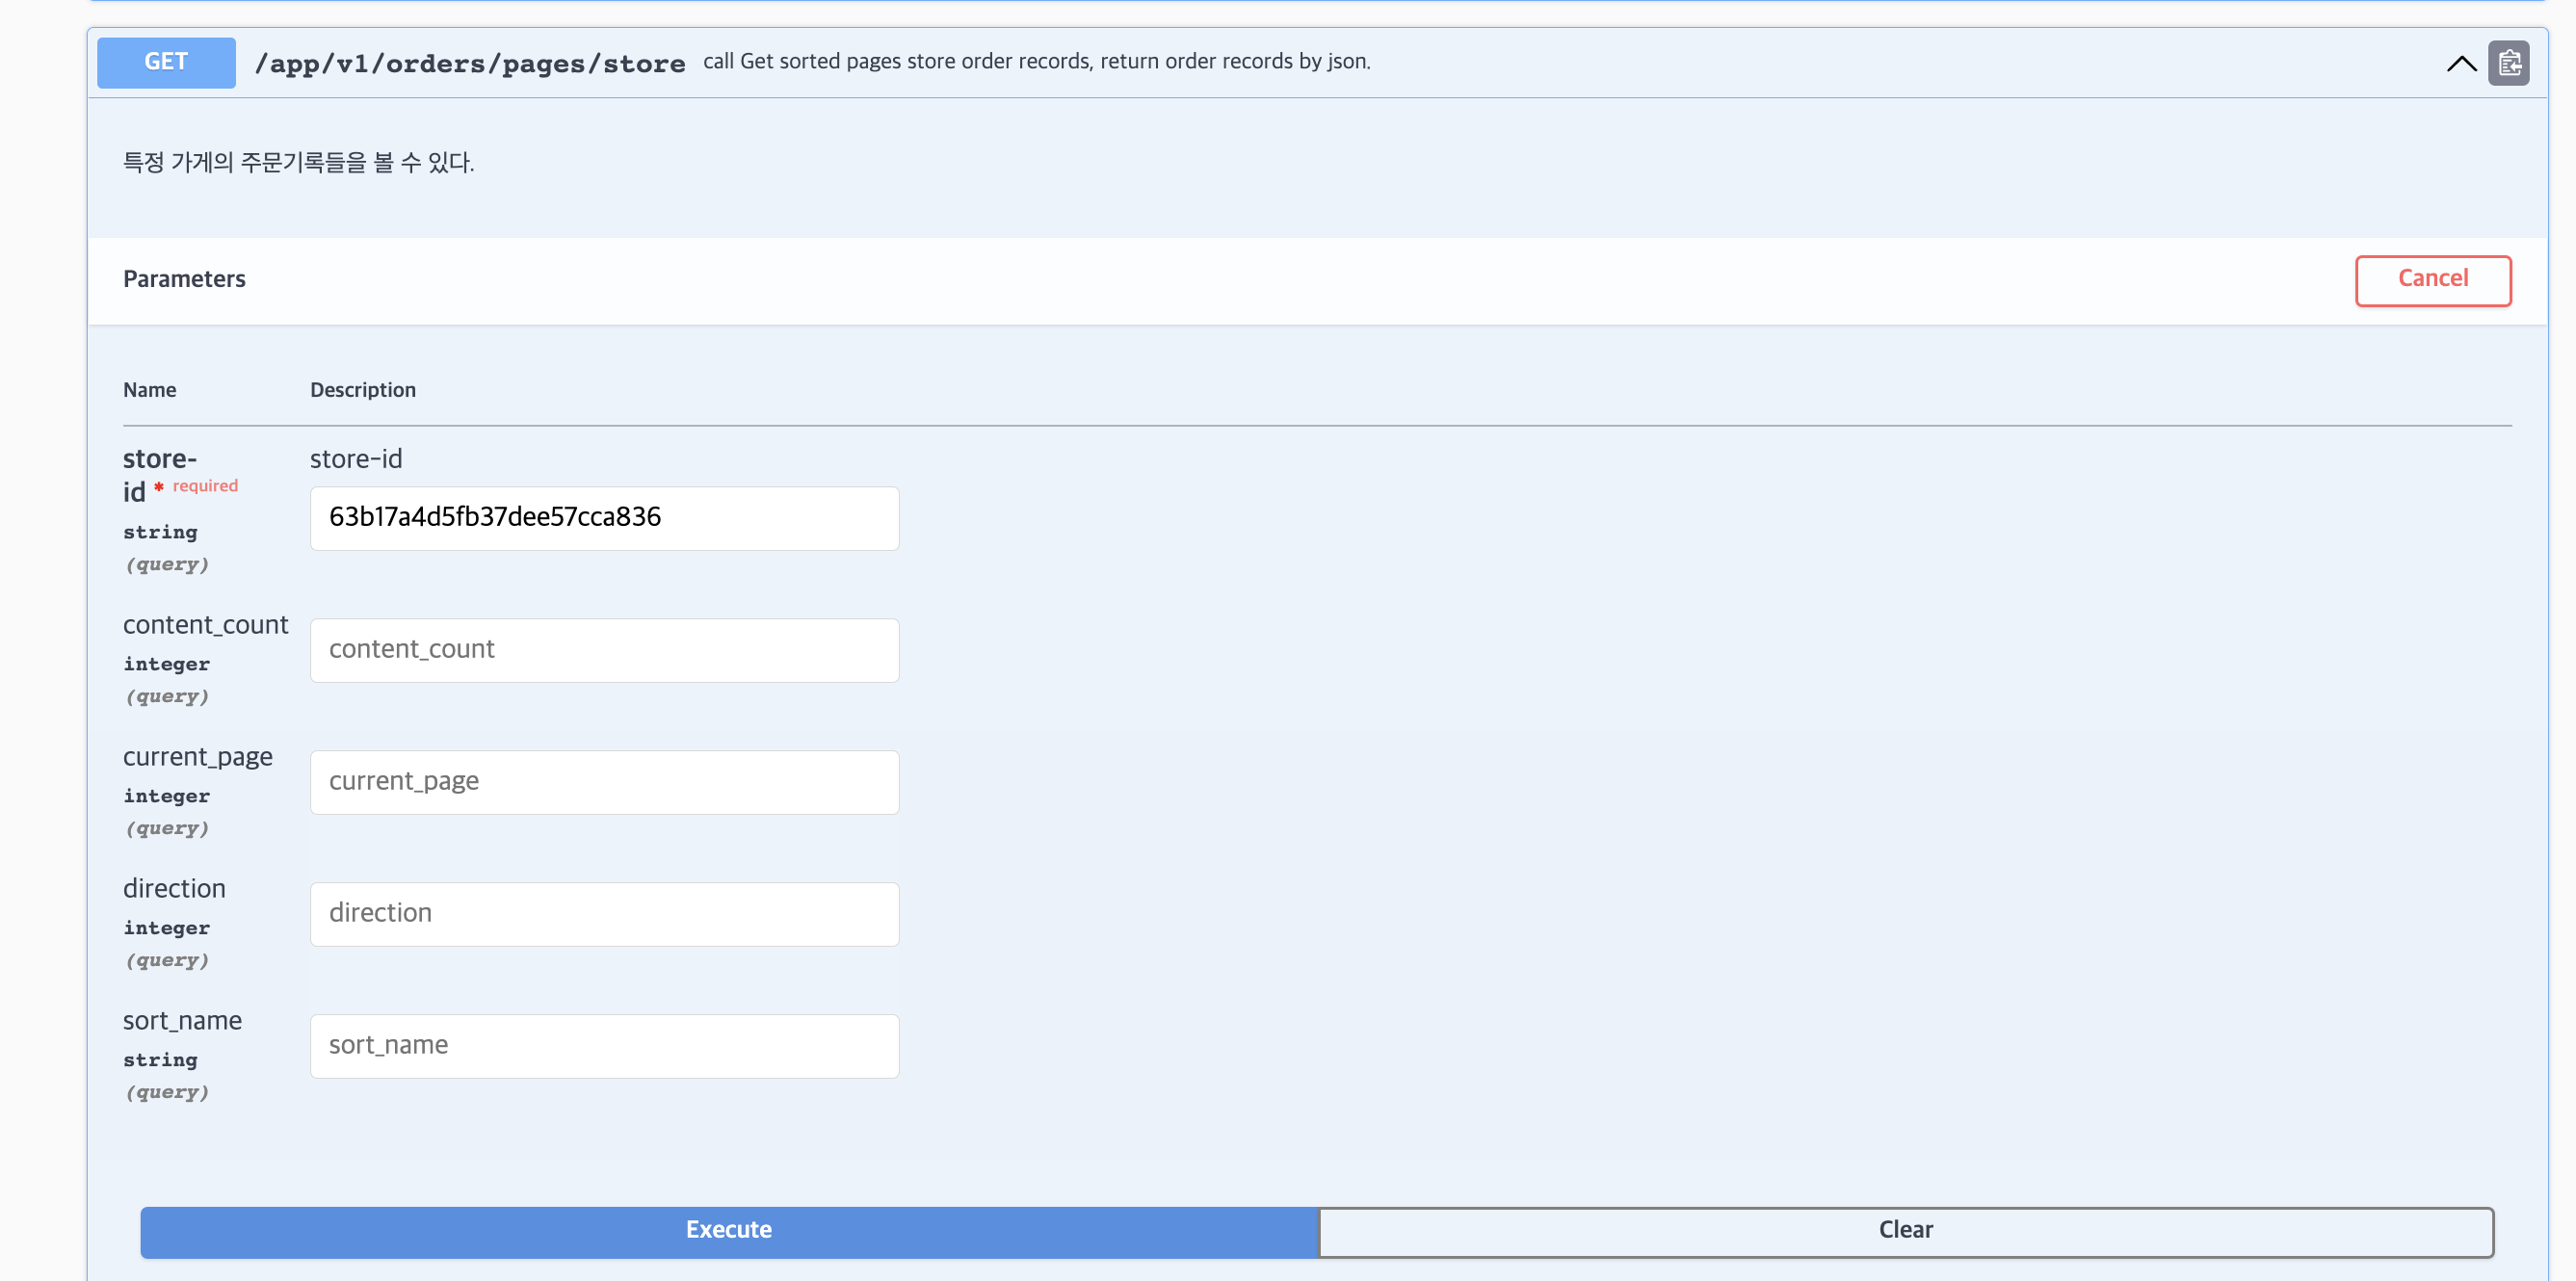 GET /app/v1/orders/pages/store call Get sorted pages store order records, return order records by json.
특정 가게의 주문기록들을 볼 수 있다.
Parameters Cancel
Name Description
store-id * required store-id
string 63b17a4d5fb37dee57cca836
(query)
content_count content_count
integer
(query)
current_page current_page
integer
(query)
direction direction
integer
(query)
sort_name sort_name
string
(query)
Execute Clear